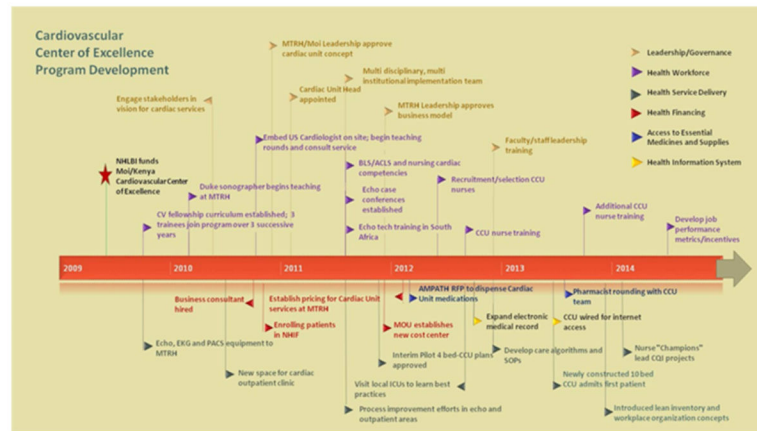 Cardiovascular
Center of Excellence
Program Development
MTRH/Moi Leadership approve
cardiac unit concept
Multi disciplinary, multi
institutional implementation team
Cardiac Unit Head
appointed
Engage stakeholders in
vision for cardiac services
MTRH Leadership approves
business model
Leadership/Governance
Health Workforce
Health Service Delivery
Health Financing
Access to Essential
Medicines and Supplies
Health Information System
Embed US Cardiologist on site; begin teaching
rounds and consult service
Faculty/staff leadership
training
NHLBI funds
Moi/Kenya
Cardiovascular Center
of Excellence
BLS/ACLS and nursing cardiac
competencies
Recruitment/selection CCU
nurses
Duke sonographer begins teaching
at MTRH
Echo case
conferences
established
CV fellowship curriculum established; 3
trainees join program over 3 successive
years
Echo tech training in South
Africa
CCU nurse training
Additional CCU
nurse training
Develop job
performance
metrics/incentives
2009
2010
2011
2012
2013
2014
Business consultant
hired
Establish pricing for Cardiac Unit
services at MTRH
AMPATH RFP to dispense Cardiac
Unit medications
Pharmacist rounding with CCU
team
Enrolling patients
in NHIF
MOU establishes
new cost center
Expand electronic
medical record
CCU wired for internet
access
Echo, EKG and PACS equipment to
MTRH
Interim Pilot 4 bed-CCU plans
approved
Develop care algorithms and
SOPs
Nurse "Champions"
lead CQI projects
New space for cardiac
outpatient clinic
Visit local ICUs to learn best
practices
Newly constructed 10 bed
CCU admits first patient
Process improvement efforts in echo and
outpatient areas
Introduced lean inventory and
workplace organization concepts